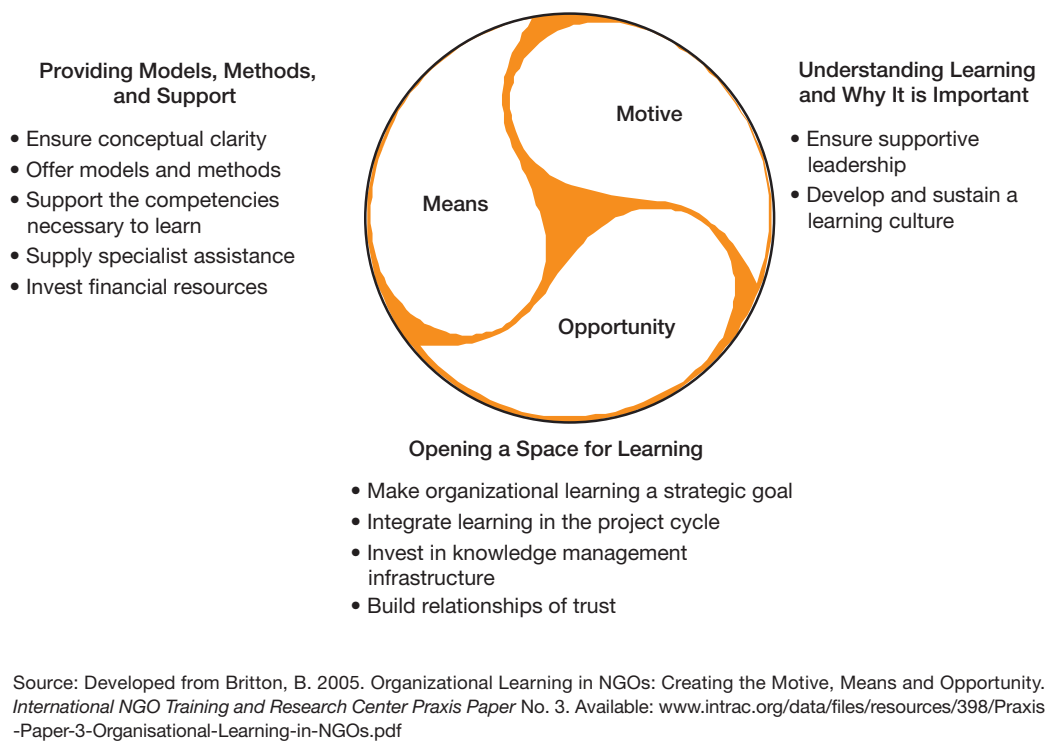 Providing Models, Methods,
and Support
• Ensure conceptual clarity
• Offer models and methods
• Support the competencies
necessary to learn
• Supply specialist assistance
• Invest financial resources
Means
Motive
Opportunity
Understanding Learning
and Why It is Important
• Ensure supportive
leadership
• Develop and sustain a
learning culture
Opening a Space for Learning
• Make organizational learning a strategic goal
• Integrate learning in the project cycle
• Invest in knowledge management
infrastructure
• Build relationships of trust
Source: Developed from Britton, B. 2005. Organizational Learning in NGOs: Creating the Motive, Means and Opportunity.
International NGO Training and Research Center Praxis Paper No. 3. Available: www.intrac.org/data/files/resources/398/Praxis
-Paper-3-Organisational-Learning-in-NGOs.pdf